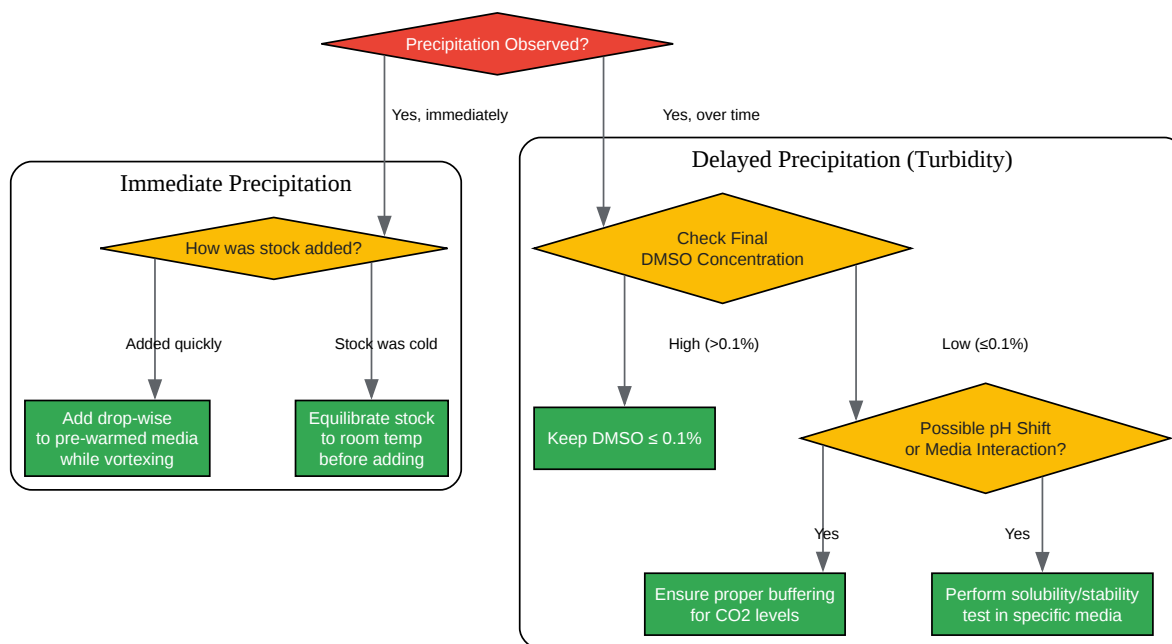 Precipitation Observed?
Yes, immediately
Yes, over time
Immediate Precipitation
How was stock added?
Added quickly
Stock was cold
Add drop-wise
to pre-warmed media
while vortexing
Equilibrate stock
to room temp
before adding
Delayed Precipitation (Turbidity)
Check Final
DMSO Concentration
High (>0.1%)
Low (≤0.1%)
Keep DMSO ≤ 0.1%
Possible pH Shift
or Media Interaction?
Yes
Yes
Ensure proper buffering
for CO2 levels
Perform solubility/stability
test in specific media